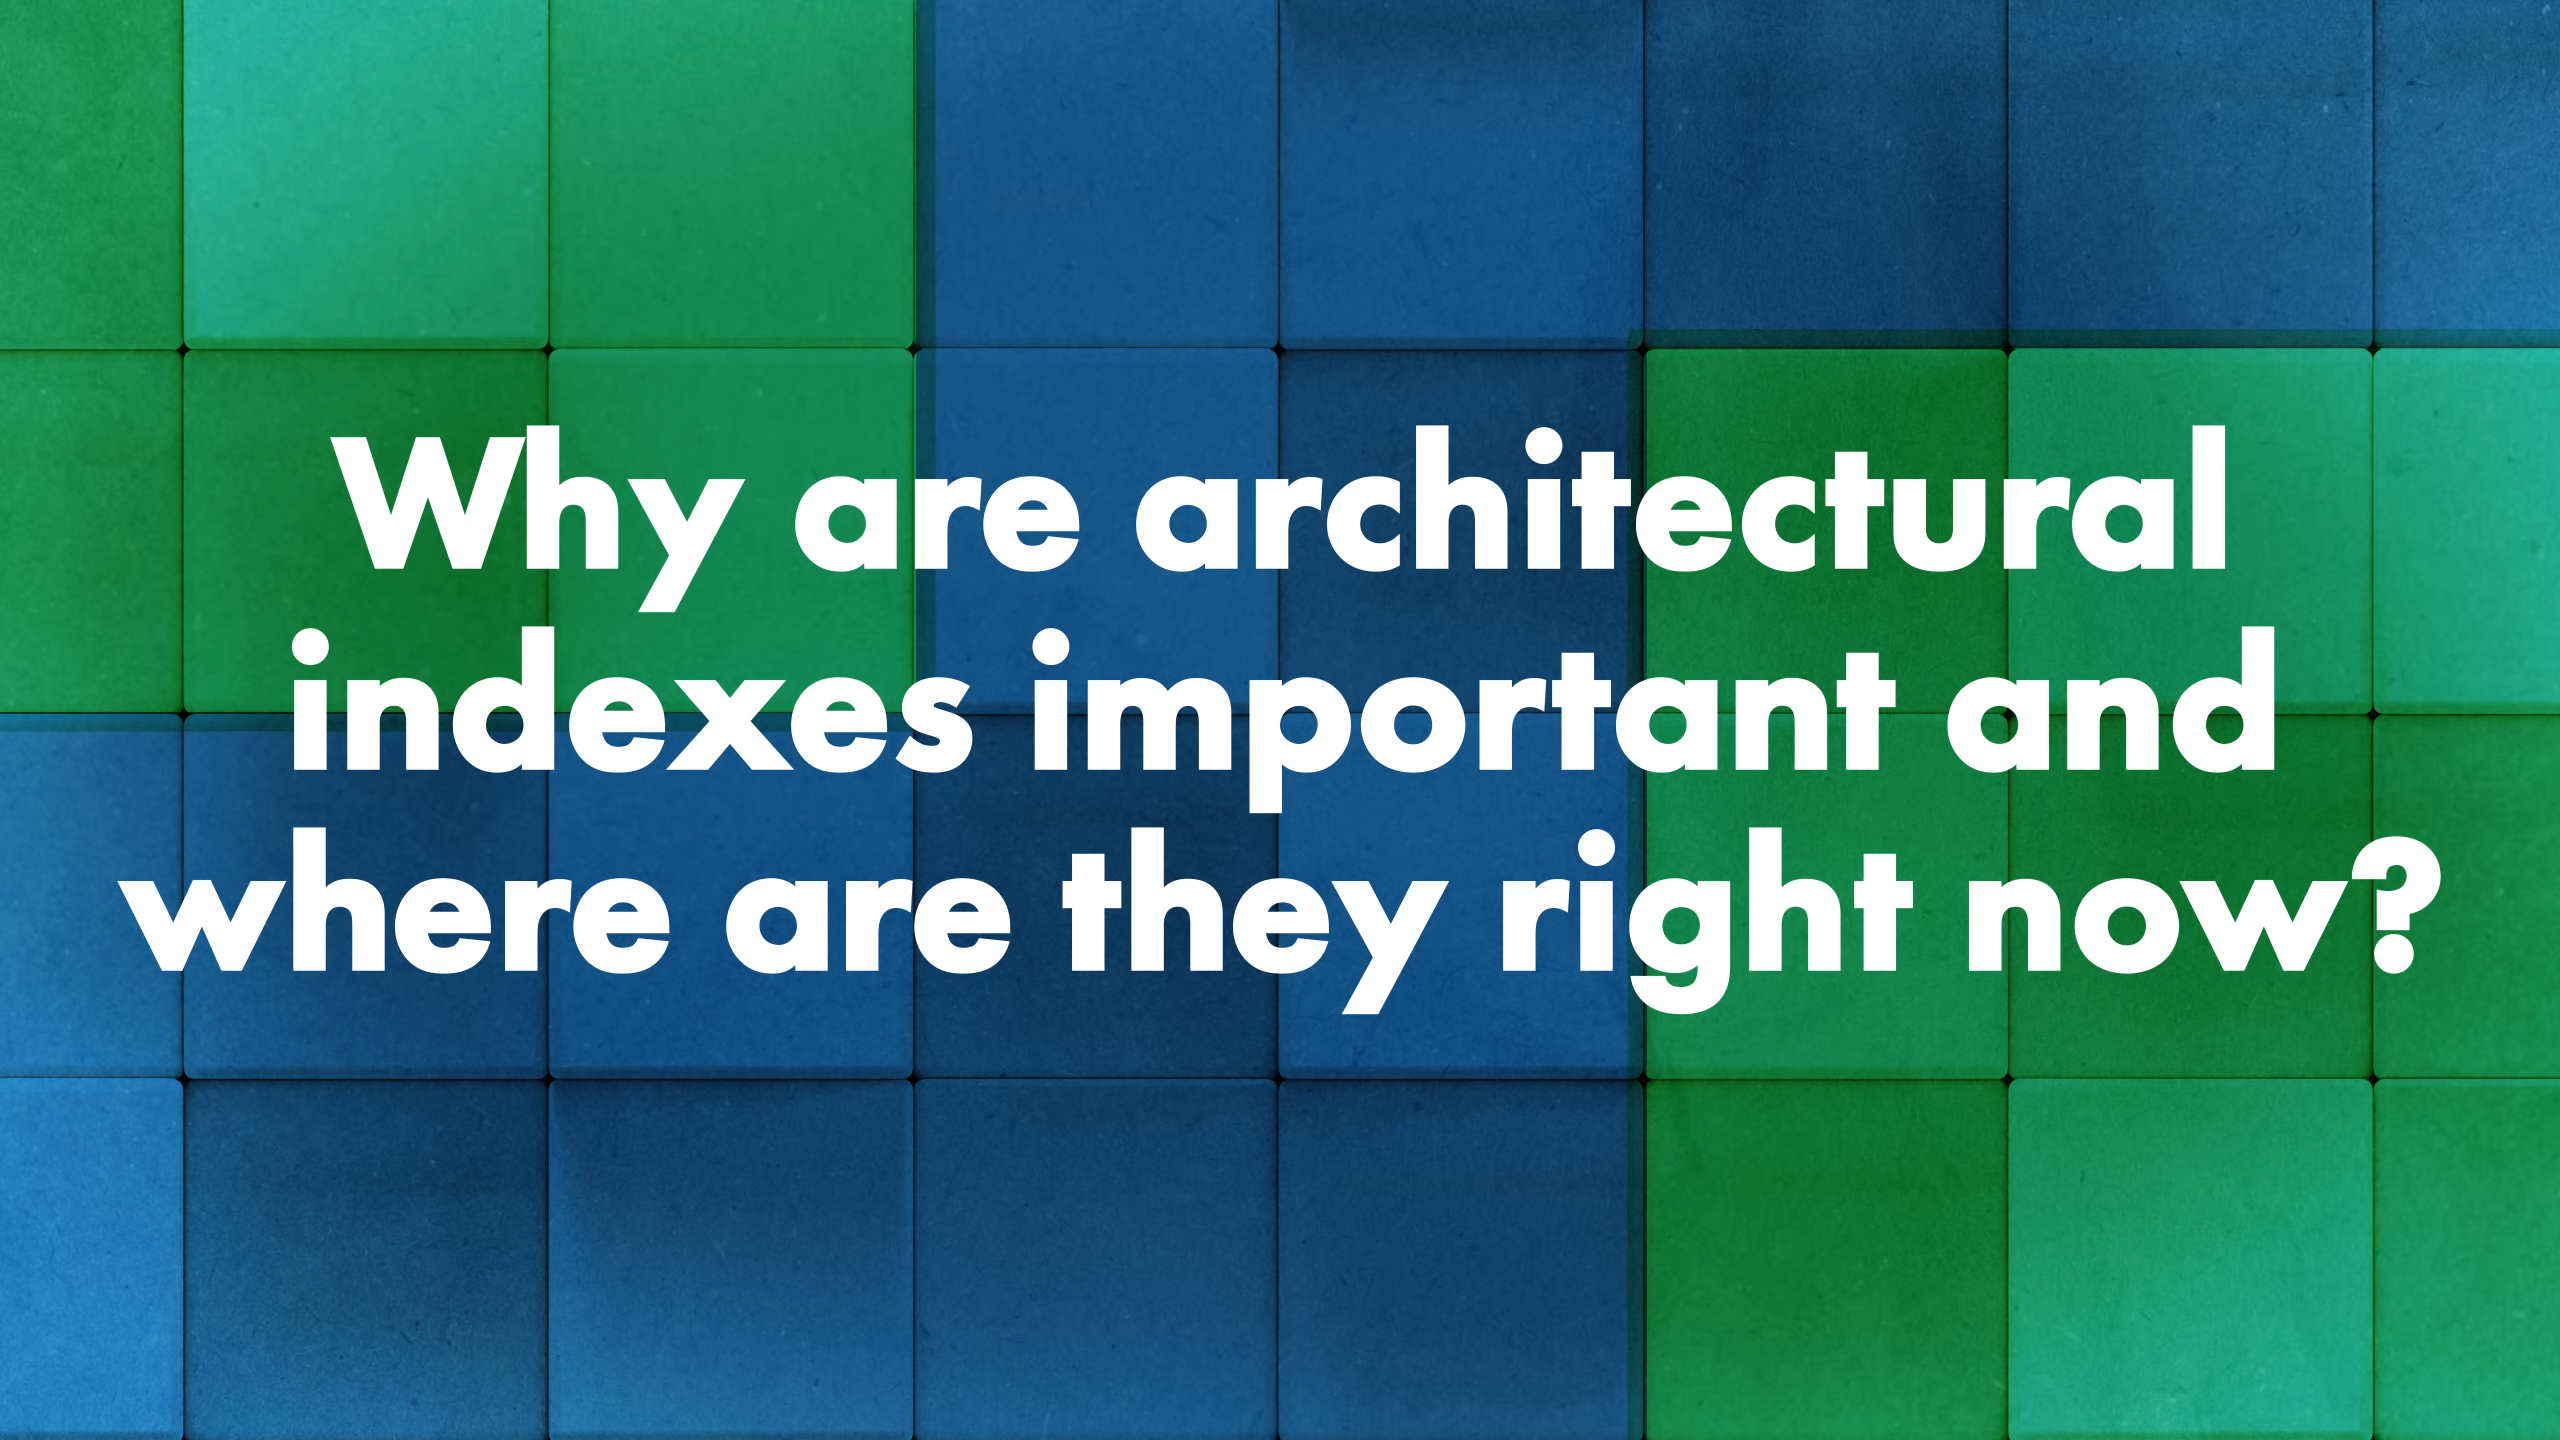 Why are architectural
indexes important and
where are they right now?